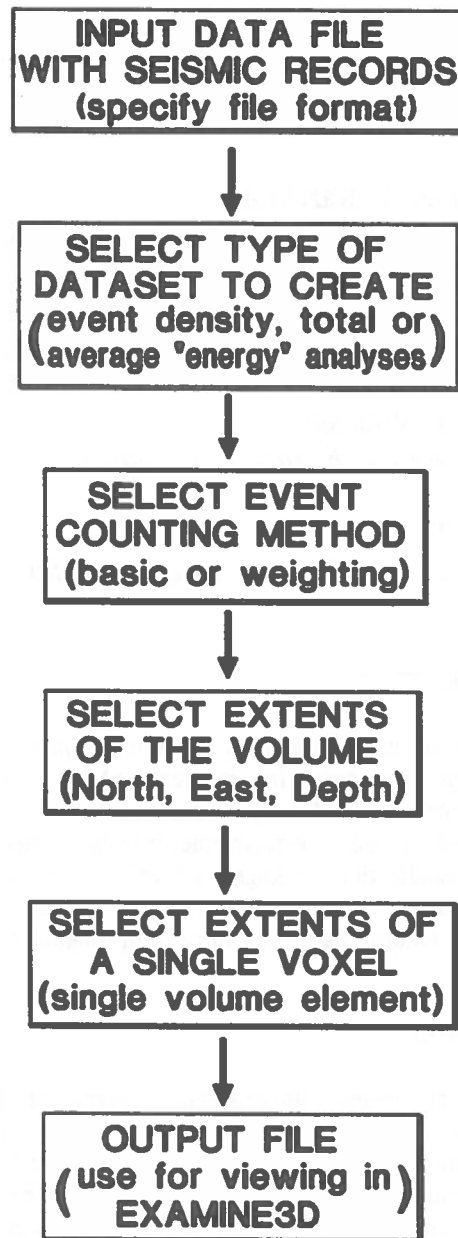 INPUT DATA FILE
WITH SEISMIC RECORDS
(specify file format)
SELECT TYPE OF
DATASET TO CREATE
(event density, total or
average "energy" analyses)
SELECT EVENT
COUNTING METHOD
(basic or weighting)
SELECT EXTENTS
OF THE VOLUME
(North, East, Depth)
SELECT EXTENTS OF
A SINGLE VOXEL
(single volume element)
OUTPUT FILE
(use for viewing in
EXAMINE3D)